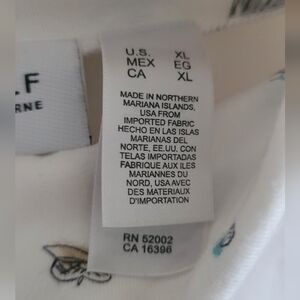 LF
RNE
U.S. XL
MEX EG
CA XL
MADE IN NORTHERN
MARIANA ISLANDS,
USA FROM
IMPORTED FABRIC
HECHO EN LAS ISLAS
MARIANAS DEL
NORTE, EE.UU. CON
TELAS IMPORTADAS
FABRIQUE AUX ILES
MARIANNES DU
NORD, USA AVEC
DES MATERIAUX
D'IMPORTATION
RN 52002
CA 16396